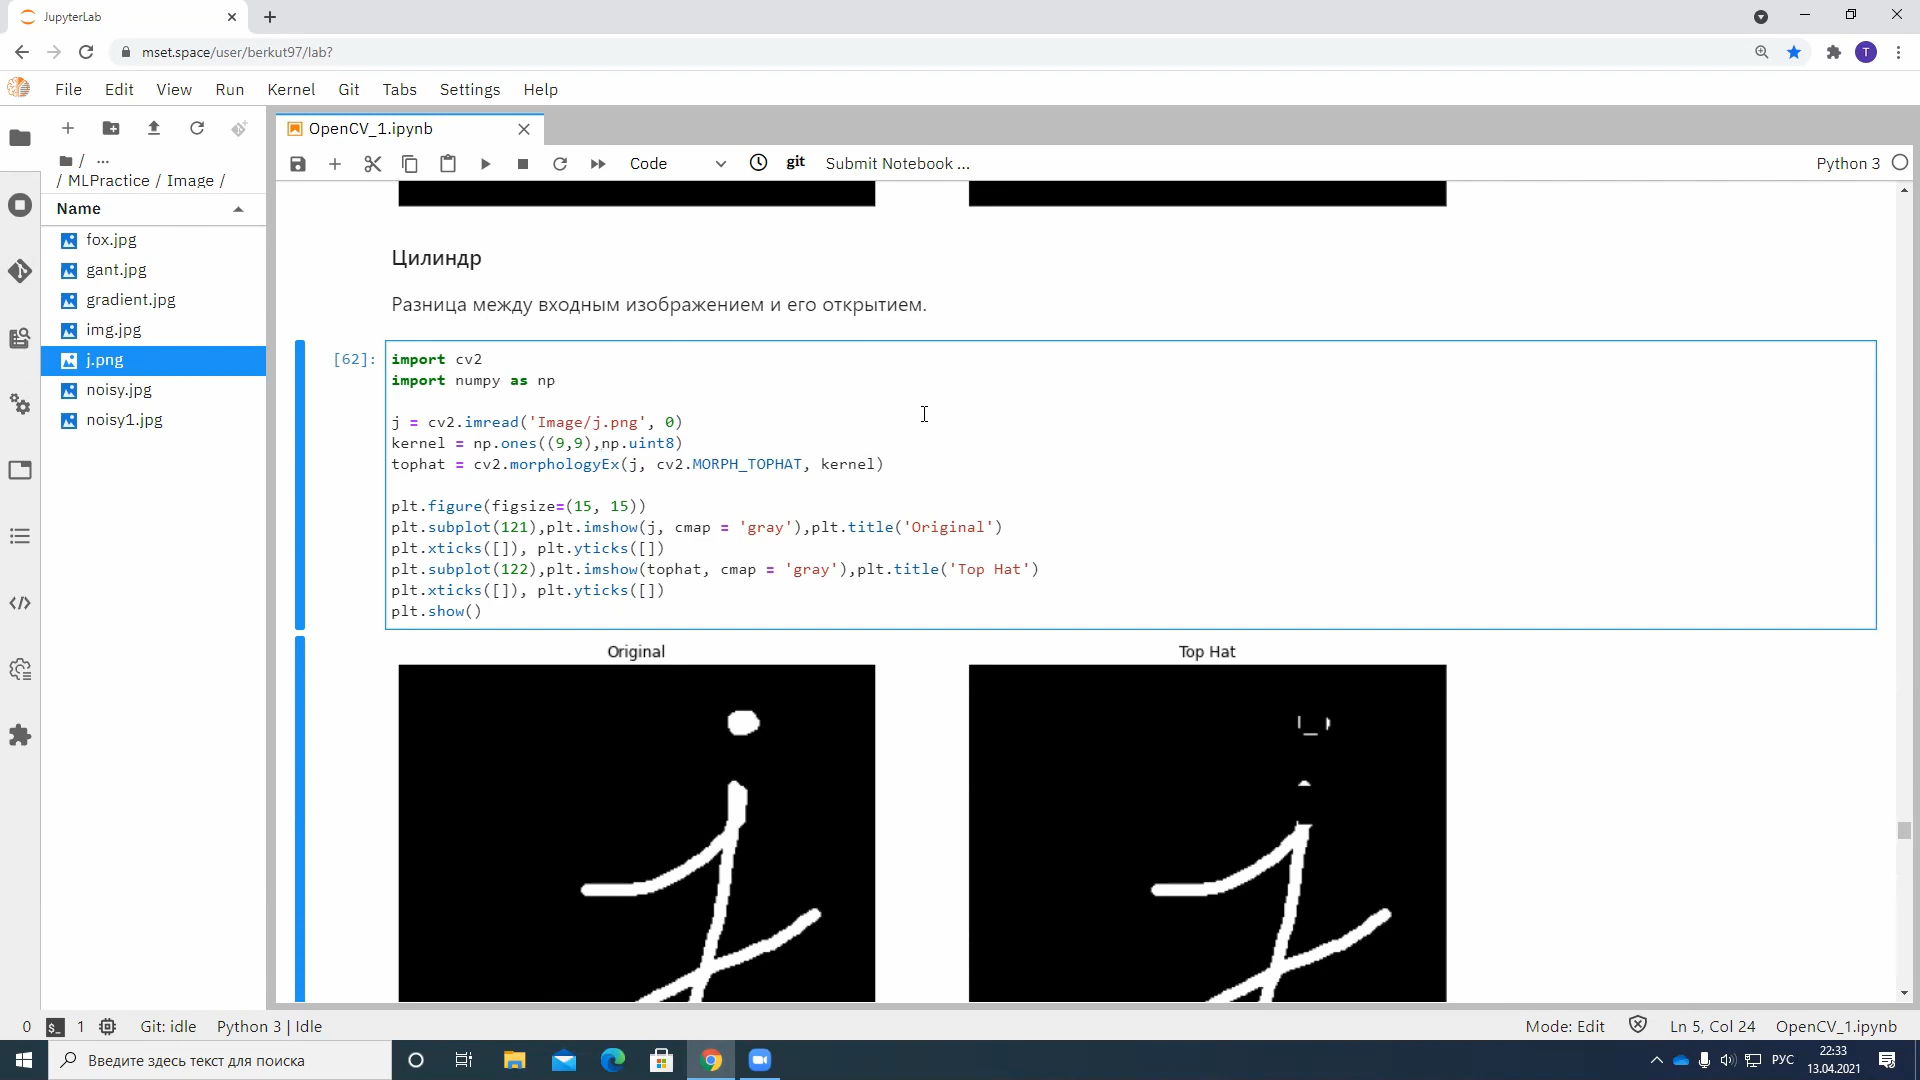 JupyterLab
mset.space/user/berkut97/lab?
T
File Edit View Run Kernel Git Tabs Settings Help
OpenCV_1.ipynb
/ ...
/ MLPractice / Image /
Code
git
Submit Notebook ...
Python 3
Name
fox.jpg
gant.jpg
gradient.jpg
img.jpg
j.png
noisy.jpg
noisy1.jpg
Цилиндр
Разница между входным изображением и его открытием.
[62]:
import cv2
import numpy as np
j = cv2.imread('Image/j.png', 0)
kernel = np.ones((9,9),np.uint8)
tophat = cv2.morphologyEx(j, cv2.MORPH_TOPHAT, kernel)
plt.figure(figsize=(15, 15))
plt.subplot(121),plt.imshow(j, cmap = 'gray'),plt.title('Original')
plt.xticks([]), plt.yticks([])
plt.subplot(122),plt.imshow(tophat, cmap = 'gray'),plt.title('Top Hat')
plt.xticks([]), plt.yticks([])
plt.show()
Original
Top Hat
0 $_ 1 Git: idle Python 3 | Idle
Mode: Edit Ln 5, Col 24 OpenCV_1.ipynb
Введите здесь текст для поиска
РУС
22:33
13.04.2021